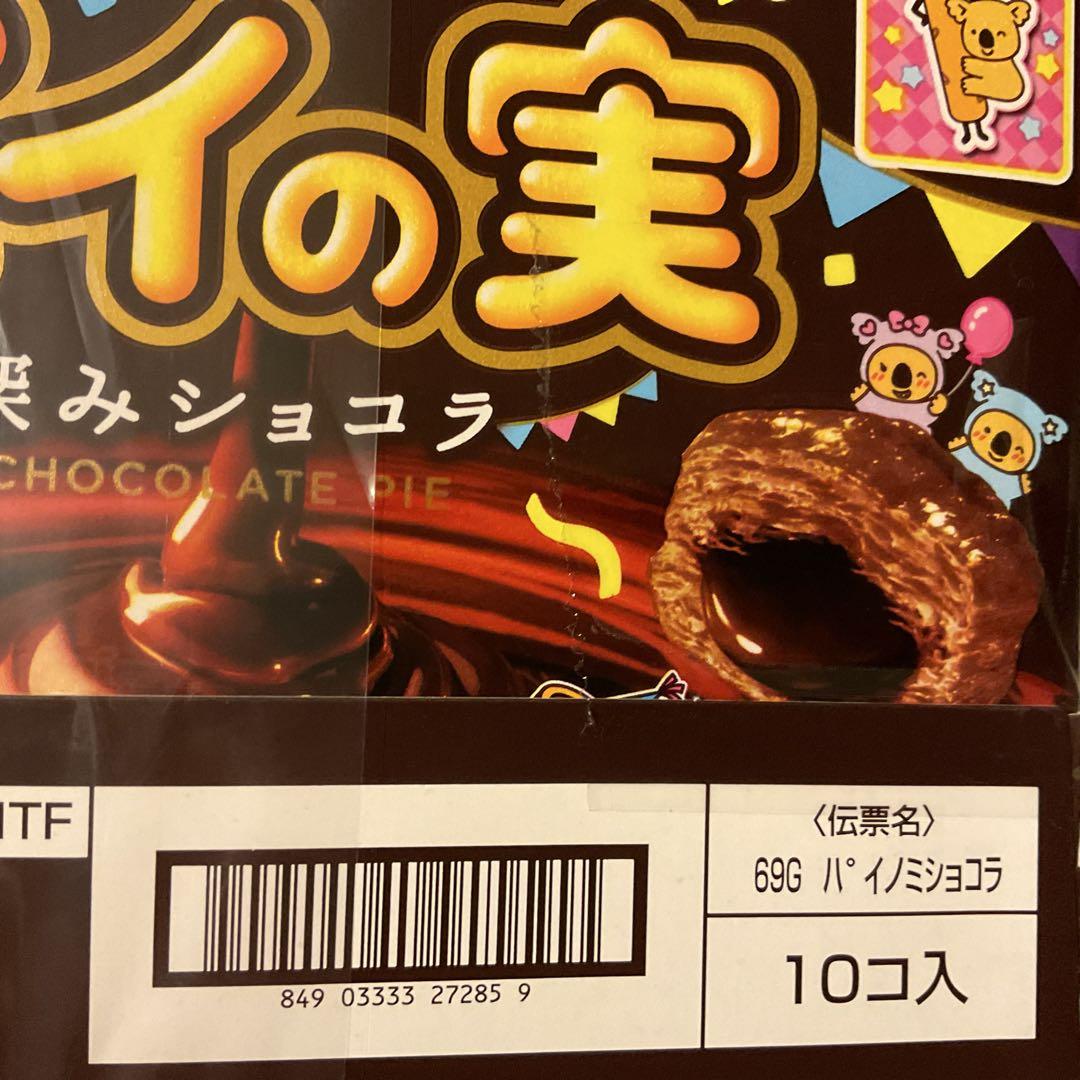 パイの実
深みショコラ
CHOCOLATE PIE
ITF
849 03333 27285 9
〈伝票名〉
69G パイノミショコラ
10コ入